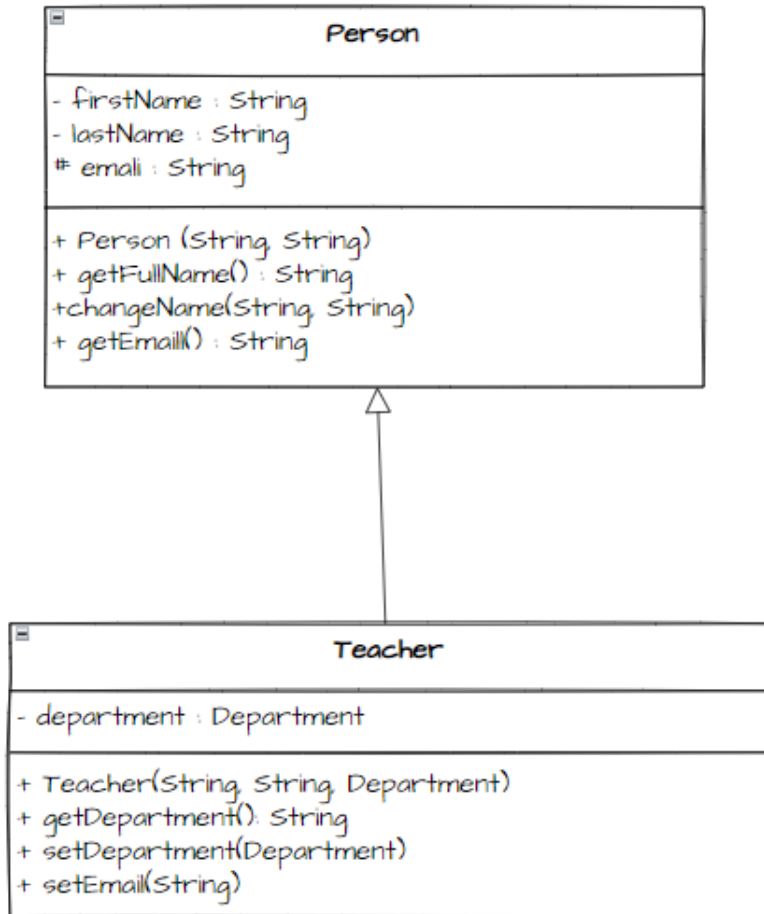 Person
- firstName : String
- lastName : String
# emali : String
+ Person (String, String)
+ getFullName() : String
+changeName(String, String)
+ getEmaill() : String
Teacher
- department : Department
+ Teacher(String, String, Department)
+ getDepartment(): String
+ setDepartment(Department)
+ setEmail(String)